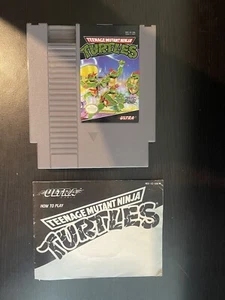 TEENAGE MUTANT NINJA
TURTLES
ULTRA
ULTRA
HOW TO PLAY
TEENAGE MUTANT NINJA
TURTLES